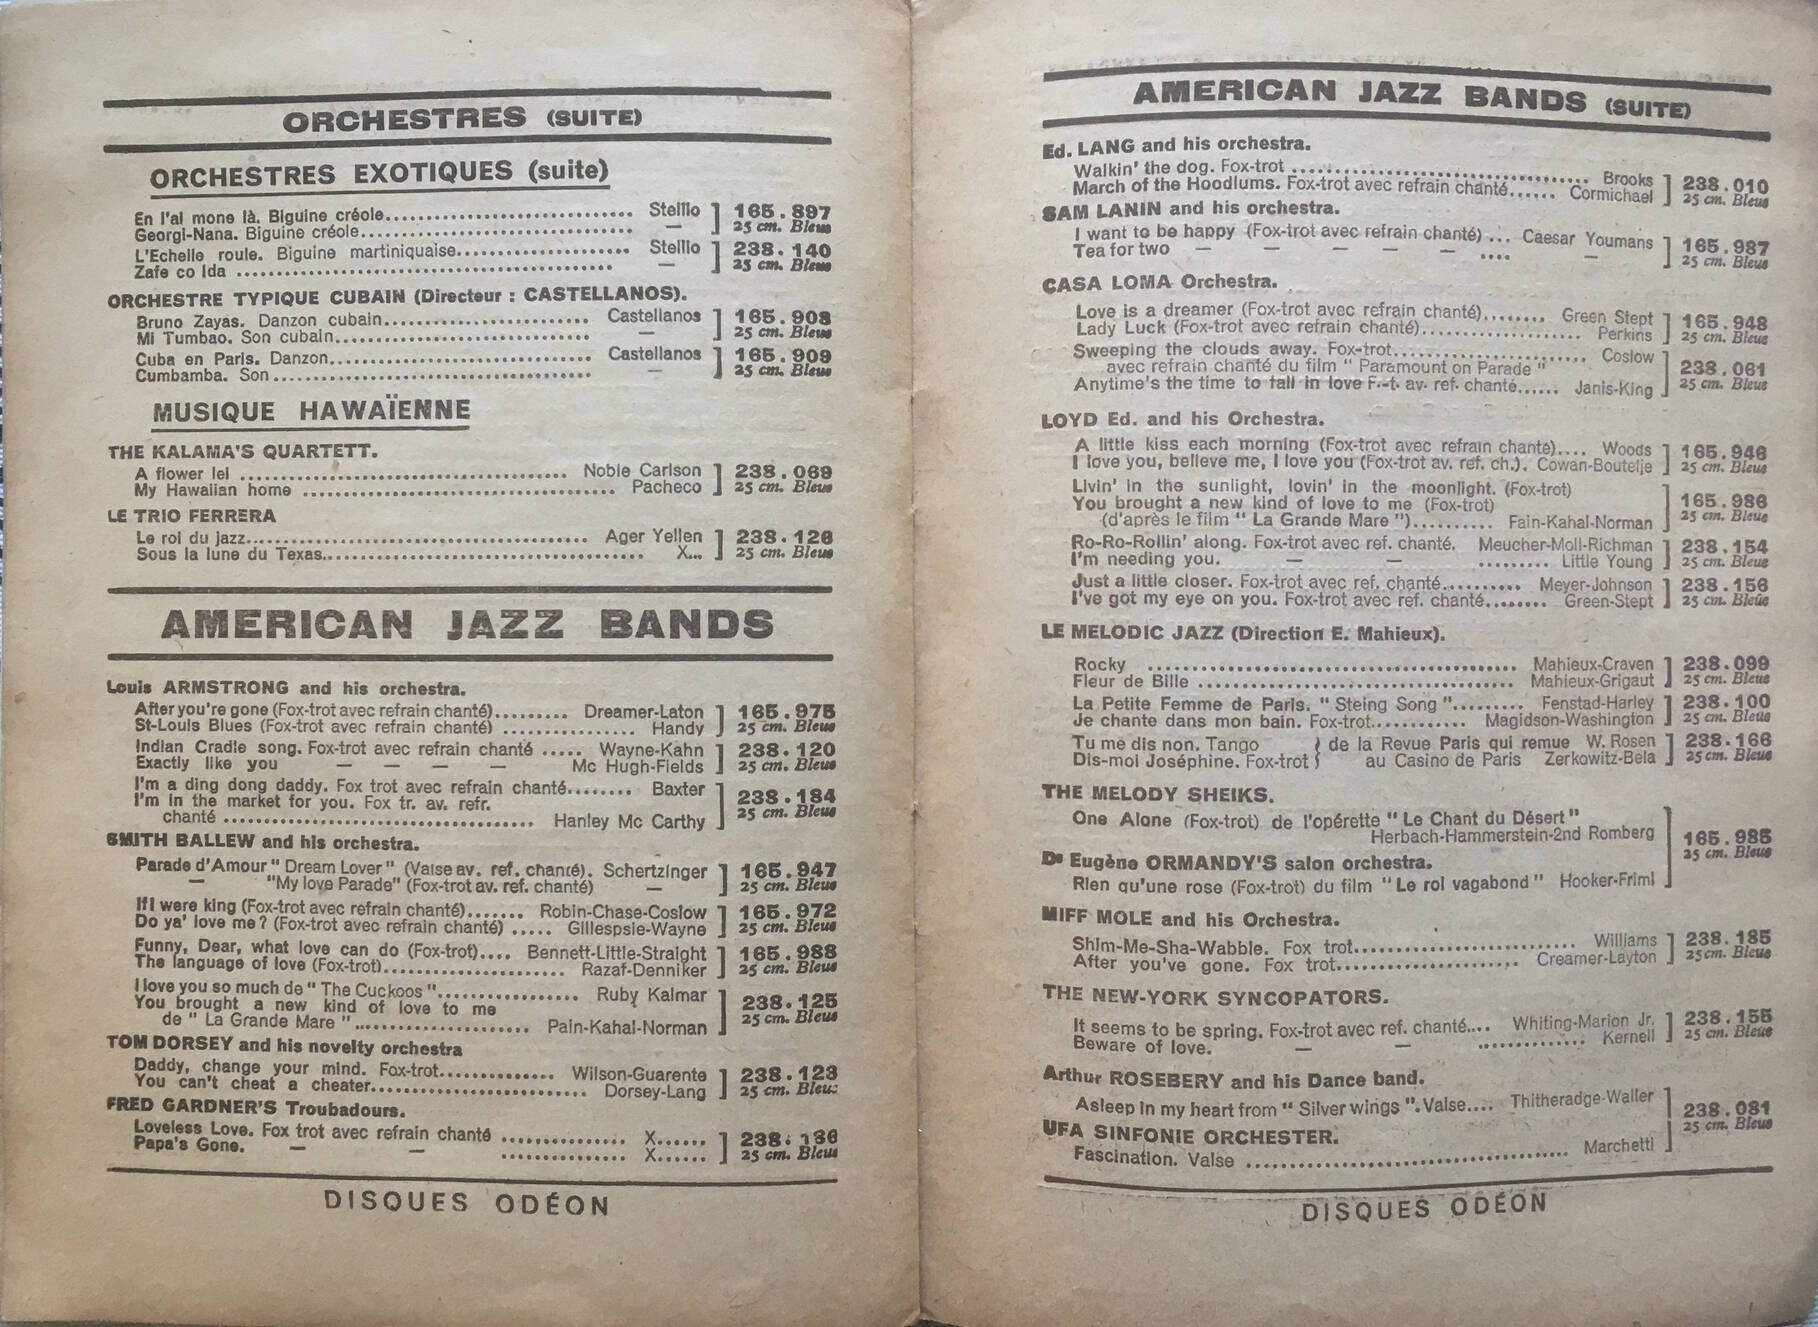 ORCHESTRES (SUITE)
ORCHESTRES EXOTIQUES (suite)
En l'aî mone là. Biguine créole.............................. Stellio ] 165.897
Georgi-Nana. Biguine créole.................................. — 25 cm. Bleue
L'Echelle roule. Biguine martiniquaise...................... Stellio ] 238.140
Zafe co Ida ............................................... — 25 cm. Bleue
ORCHESTRE TYPIQUE CUBAIN (Directeur : CASTELLANOS).
Bruno Zayas. Danzon cubain......................... Castellanos ] 165.908
Mi Tumbao. Son cubain............................... — 25 cm. Bleue
Cuba en Paris. Danzon................................ Castellanos ] 165.909
Cumbamba. Son....................................... — 25 cm. Bleue
MUSIQUE HAWAÏENNE
THE KALAMA'S QUARTETT.
A flower lei ........................................ Noble Carlson ] 238.069
My Hawaiian home ...................................... Pacheco ] 25 cm. Bleue
LE TRIO FERRERA
Le roi du jazz.......................................... Ager Yellen ] 238.126
Sous la lune du Texas....................................... X... ] 25 cm. Bleue
AMERICAN JAZZ BANDS
Louis ARMSTRONG and his orchestra.
After you're gone (Fox-trot avec refrain chanté)......... Dreamer-Laton ] 165.975
St-Louis Blues (Fox-trot avec refrain chanté) ................ Handy ] 25 cm. Bleue
Indian Cradle song. Fox-trot avec refrain chanté ..... Wayne-Kahn ] 238.120
Exactly like you — — — — Mc Hugh-Fields ] 25 cm. Bleue
I'm a ding dong daddy. Fox trot avec refrain chanté........ Baxter
I'm in the market for you. Fox tr. av. refr. ] 238.184
chanté ...................................... Hanley Mc Carthy 25 cm. Bleue
SMITH BALLEW and his orchestra.
Parade d'Amour " Dream Lover " (Valse av. ref. chanté). Schertzinger ] 165.947
— "My love Parade" (Fox-trot av. ref. chanté) — 25 cm. Bleue
If I were king (Fox-trot avec refrain chanté)....... Robin-Chase-Coslow ] 165.972
Do ya' love me ? (Fox-trot avec refrain chanté) ..... Gillespsie-Wayne ] 25 cm. Bleue
Funny, Dear, what love can do (Fox-trot).... Bennett-Little-Straight ] 165.988
The language of love (Fox-trot)...................... Razaf-Denniker ] 25 cm. Bleue
I love you so much de " The Cuckoos "................. Ruby Kalmar
You brought a new kind of love to me ] 238.125
de " La Grande Mare "...................... Pain-Kahal-Norman 25 cm. Bleue
TOM DORSEY and his novelty orchestra
Daddy, change your mind. Fox-trot.............. Wilson-Guarente ] 238.123
You can't cheat a cheater.......................... Dorsey-Lang ] 25 cm. Bleue
FRED GARDNER'S Troubadours.
Loveless Love. Fox trot avec refrain chanté ............... X...... ] 238.136
Papa's Gone. — — ............... X...... ] 25 cm. Bleue
DISQUES ODÉON
AMERICAN JAZZ BANDS (SUITE)
Ed. LANG and his orchestra.
Walkin' the dog. Fox-trot .................................... Brooks ] 238.010
March of the Hoodlums. Fox-trot avec refrain chanté...... Cormichael ] 25 cm. Bleue
SAM LANIN and his orchestra.
I want to be happy (Fox-trot avec refrain chanté) ... Caesar Youmans ] 165.987
Tea for two — — — — — .... — 25 cm. Bleue
CASA LOMA Orchestra.
Love is a dreamer (Fox-trot avec refrain chanté)........ Green Stept ] 165.948
Lady Luck (Fox-trot avec refrain chanté).................... Perkins ] 25 cm. Bleue
Sweeping the clouds away. Fox-trot........................ Coslow
avec refrain chanté du film " Paramount on Parade " ] 238.061
Anytime's the time to fall in love F.-t. av. ref. chanté...... Janis-King 25 cm. Bleue
LOYD Ed. and his Orchestra.
A little kiss each morning (Fox-trot avec refrain chanté).... Woods ] 165.946
I love you, believe me, I love you (Fox-trot av. ref. ch.). Cowan-Boutelje ] 25 cm. Bleue
Livin' in the sunlight, lovin' in the moonlight. (Fox-trot)
You brought a new kind of love to me (Fox-trot) ] 165.986
(d'après le film " La Grande Mare ").......... Fain-Kahal-Norman 25 cm. Bleue
Ro-Ro-Rollin' along. Fox-trot avec ref. chanté. Meucher-Moll-Richman ] 238.154
I'm needing you. — — ......... Little Young ] 25 cm. Bleue
Just a little closer. Fox-trot avec ref. chanté.......... Meyer-Johnson ] 238.156
I've got my eye on you. Fox-trot avec ref. chanté........ Green-Stept ] 25 cm. Bleue
LE MELODIC JAZZ (Direction E. Mahieux).
Rocky ............................................. Mahieux-Craven ] 238.099
Fleur de Bille ....................................... Mahieux-Grigaut ] 25 cm. Bleue
La Petite Femme de Paris. " Steing Song "......... Fenstad-Harley ] 238.100
Je chante dans mon bain. Fox-trot............ Magidson-Washington ] 25 cm. Bleue
Tu me dis non. Tango } de la Revue Paris qui remue W. Rosen ] 238.166
Dis-moi Joséphine. Fox-trot } au Casino de Paris Zerkowitz-Bela ] 25 cm. Bleue
THE MELODY SHEIKS.
One Alone (Fox-trot) de l'opérette " Le Chant du Désert "
Herbach-Hammerstein-2nd Romberg ] 165.985
Dr Eugène ORMANDY'S salon orchestra. 25 cm. Bleue
Rien qu'une rose (Fox-trot) du film " Le roi vagabond " Hooker-Friml
MIFF MOLE and his Orchestra.
Shim-Me-Sha-Wabble. Fox trot........................... Williams ] 238.185
After you've gone. Fox trot...................... Creamer-Layton ] 25 cm. Bleue
THE NEW-YORK SYNCOPATORS.
It seems to be spring. Fox-trot avec ref. chanté.... Whiting-Marion Jr. ] 238.155
Beware of love. — — .............. Kernell ] 25 cm. Bleue
Arthur ROSEBERY and his Dance band.
Asleep in my heart from " Silver wings ". Valse.... Thitheradge-Waller ] 238.081
UFA SINFONIE ORCHESTER. 25 cm. Bleue
Fascination. Valse ....................................... Marchetti
DISQUES ODÉON